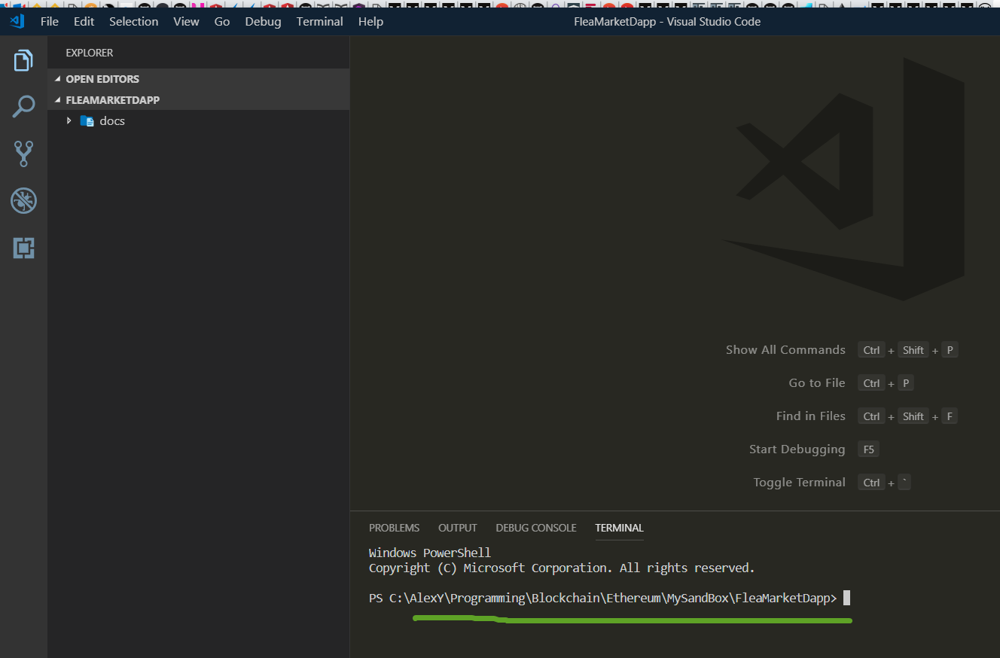 File Edit Selection View Go Debug Terminal Help
FleaMarketDapp - Visual Studio Code
EXPLORER
OPEN EDITORS
FLEAMARKETDAPP
docs
Show All Commands Ctrl + Shift + P
Go to File Ctrl + P
Find in Files Ctrl + Shift + F
Start Debugging F5
Toggle Terminal Ctrl + `
PROBLEMS OUTPUT DEBUG CONSOLE TERMINAL
Windows PowerShell
Copyright (C) Microsoft Corporation. All rights reserved.
PS C:\AlexY\Programming\Blockchain\Ethereum\MySandBox\FleaMarketDapp>